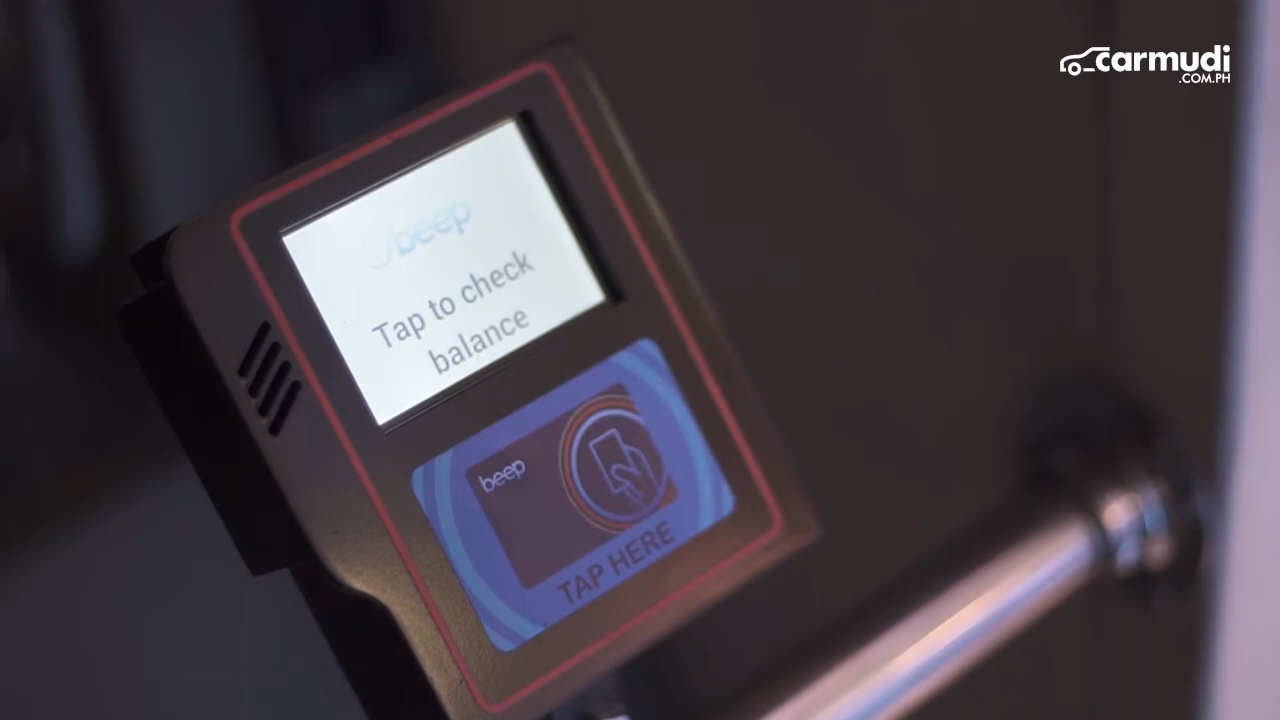 carmudi
.COM.PH
beep
Tap to check
balance
beep
TAP HERE